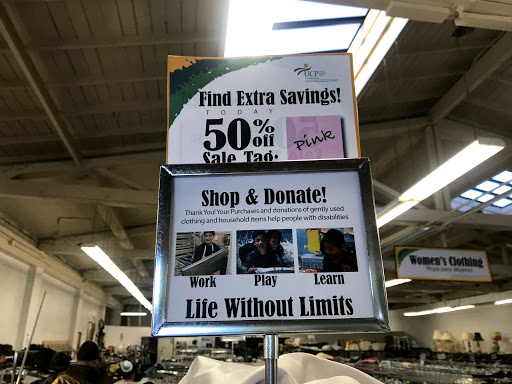 UCP
Find Extra Savings!
TODAY
50% off
Sale Tag:
Pink
Shop & Donate!
Thank You! Your Purchases and donations of gently used
clothing and household items help people with disabilities
Work Play Learn
Life Without Limits
Women's Clothing
Ropa para Mujeres